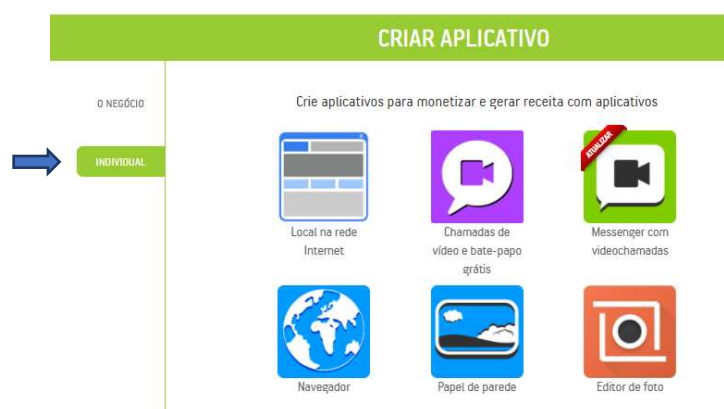 CRIAR APLICATIVO
O NEGÓCIO
INDIVIDUAL
Crie aplicativos para monetizar e gerar receita com aplicativos
ATUALIZAR
Local na rede
Internet
Chamadas de
vídeo e bate-papo
grátis
Messenger com
videochamadas
Navegador
Papel de parede
Editor de foto